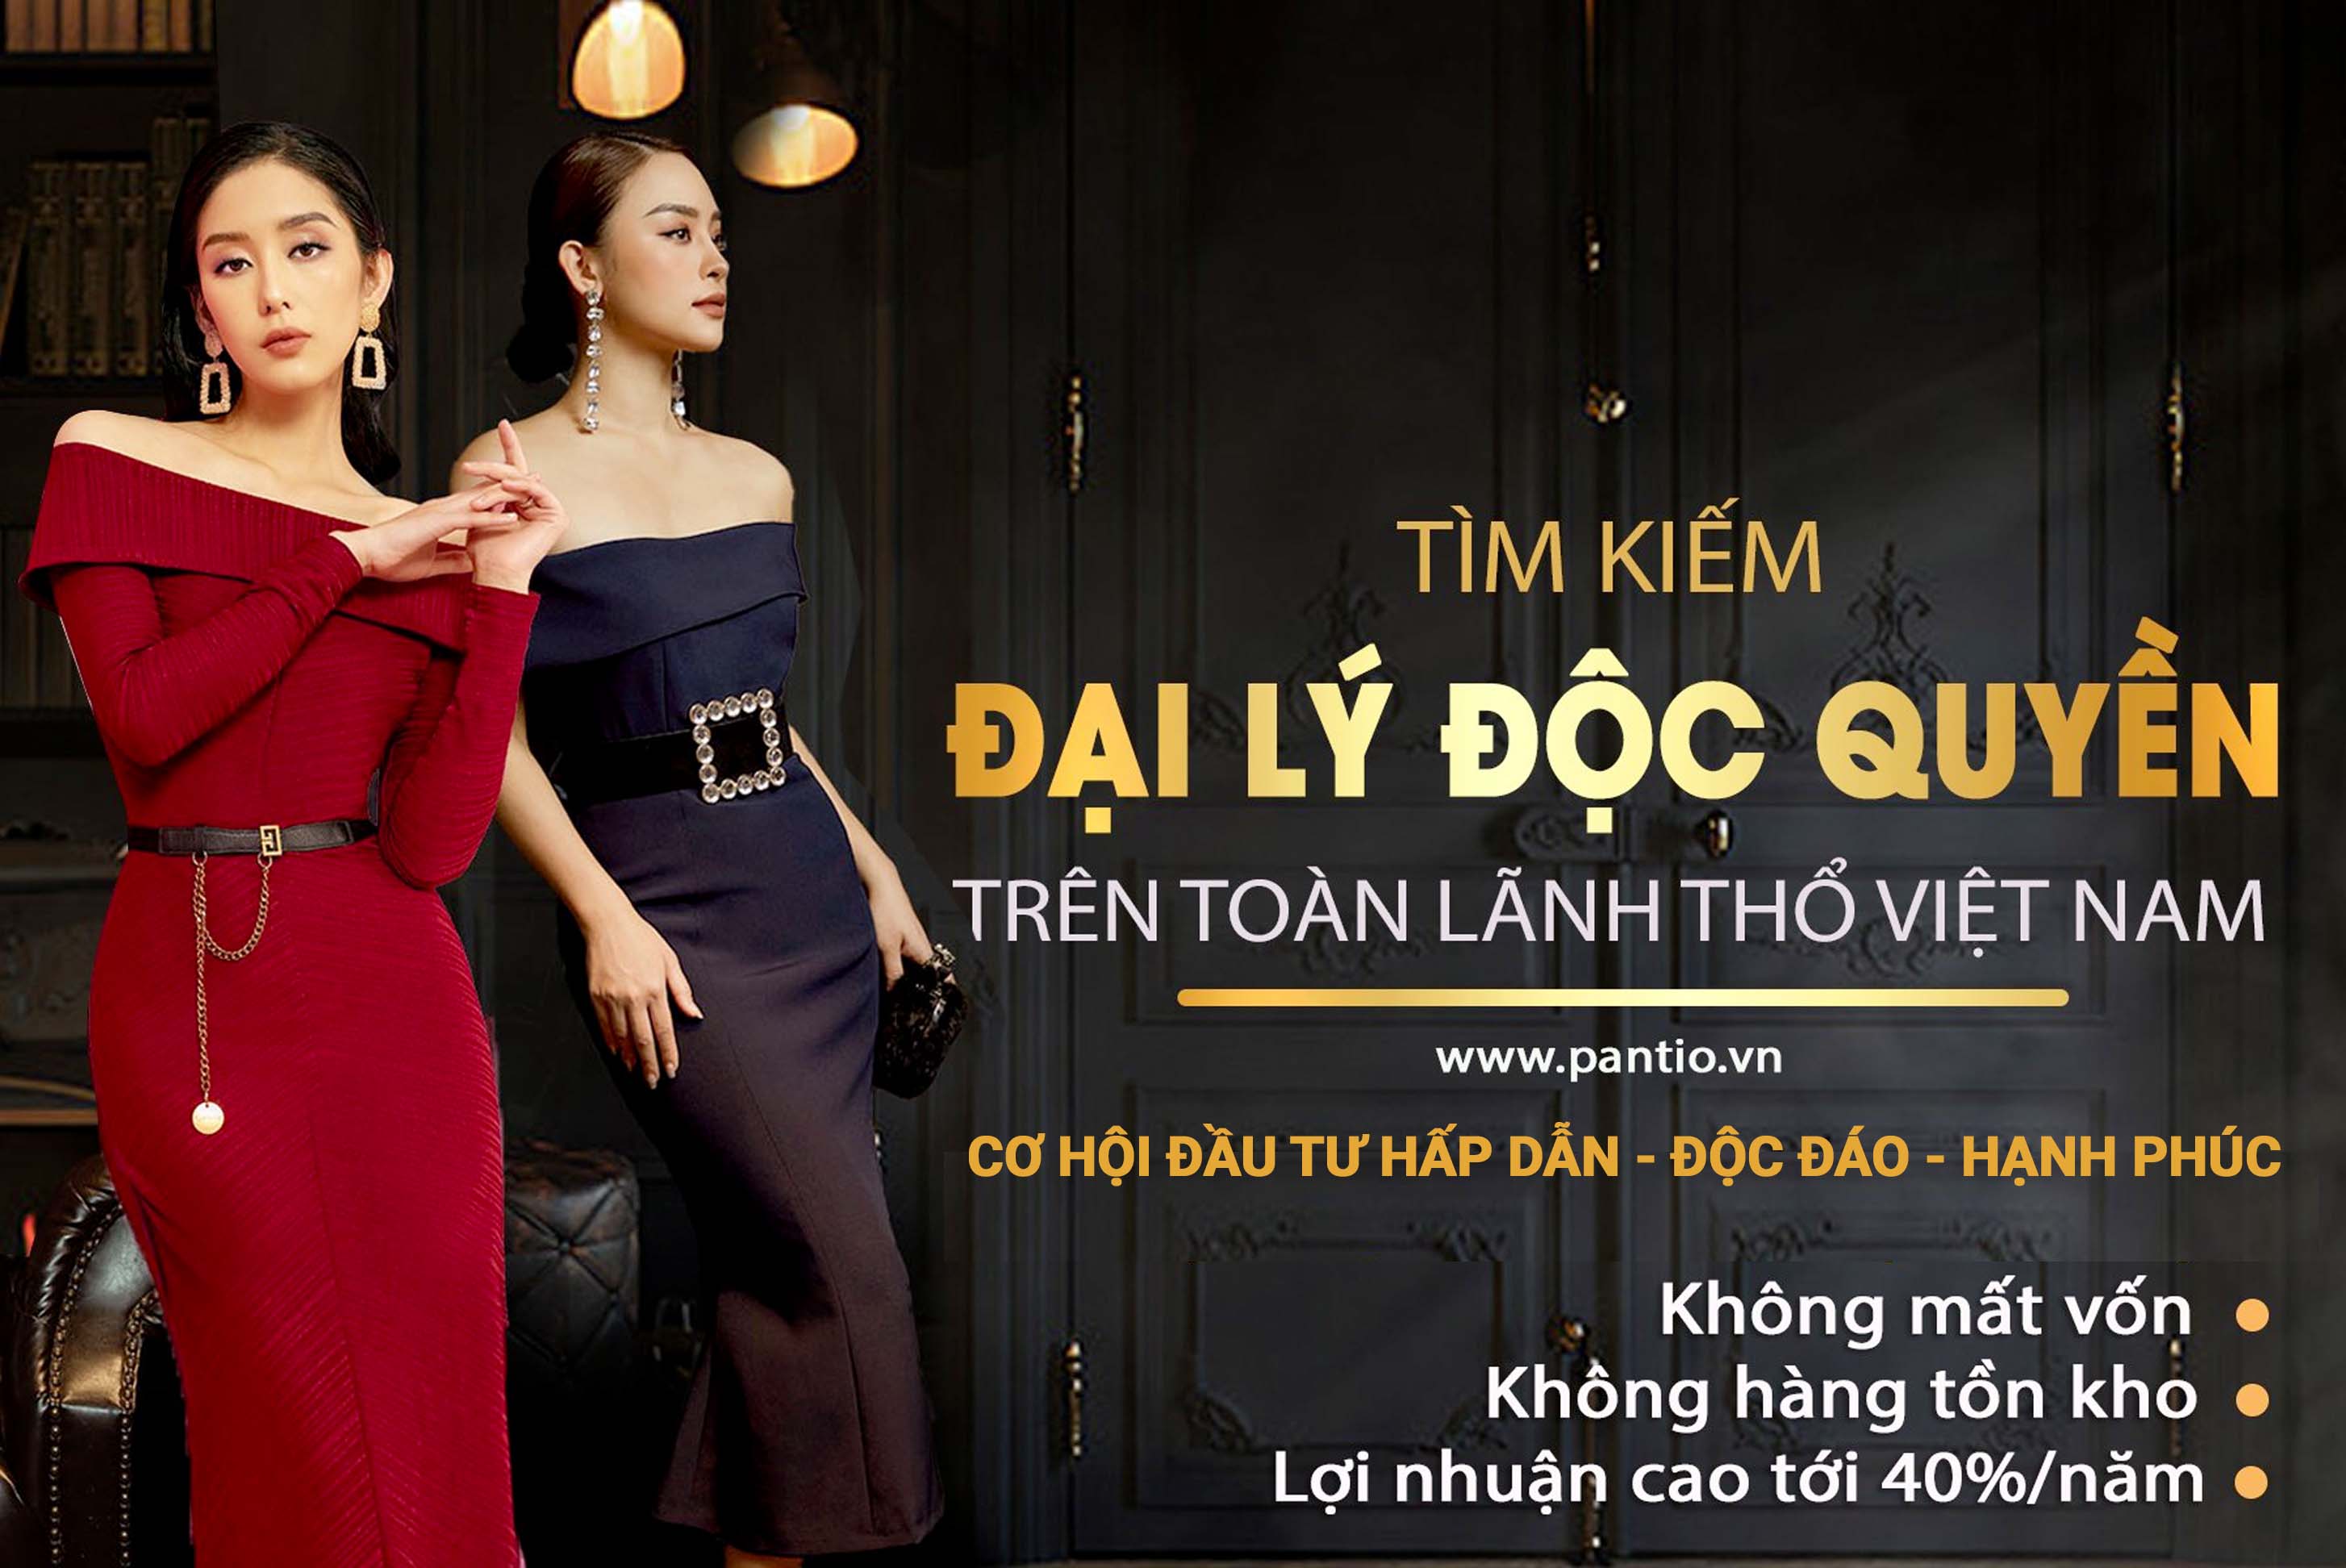 TÌM KIẾM
ĐẠI LÝ ĐỘC QUYỀN
TRÊN TOÀN LÃNH THỔ VIỆT NAM
www.pantio.vn
CƠ HỘI ĐẦU TƯ HẤP DẪN - ĐỘC ĐÁO - HẠNH PHÚC
Không mất vốn
Không hàng tồn kho
Lợi nhuận cao tới 40%/năm